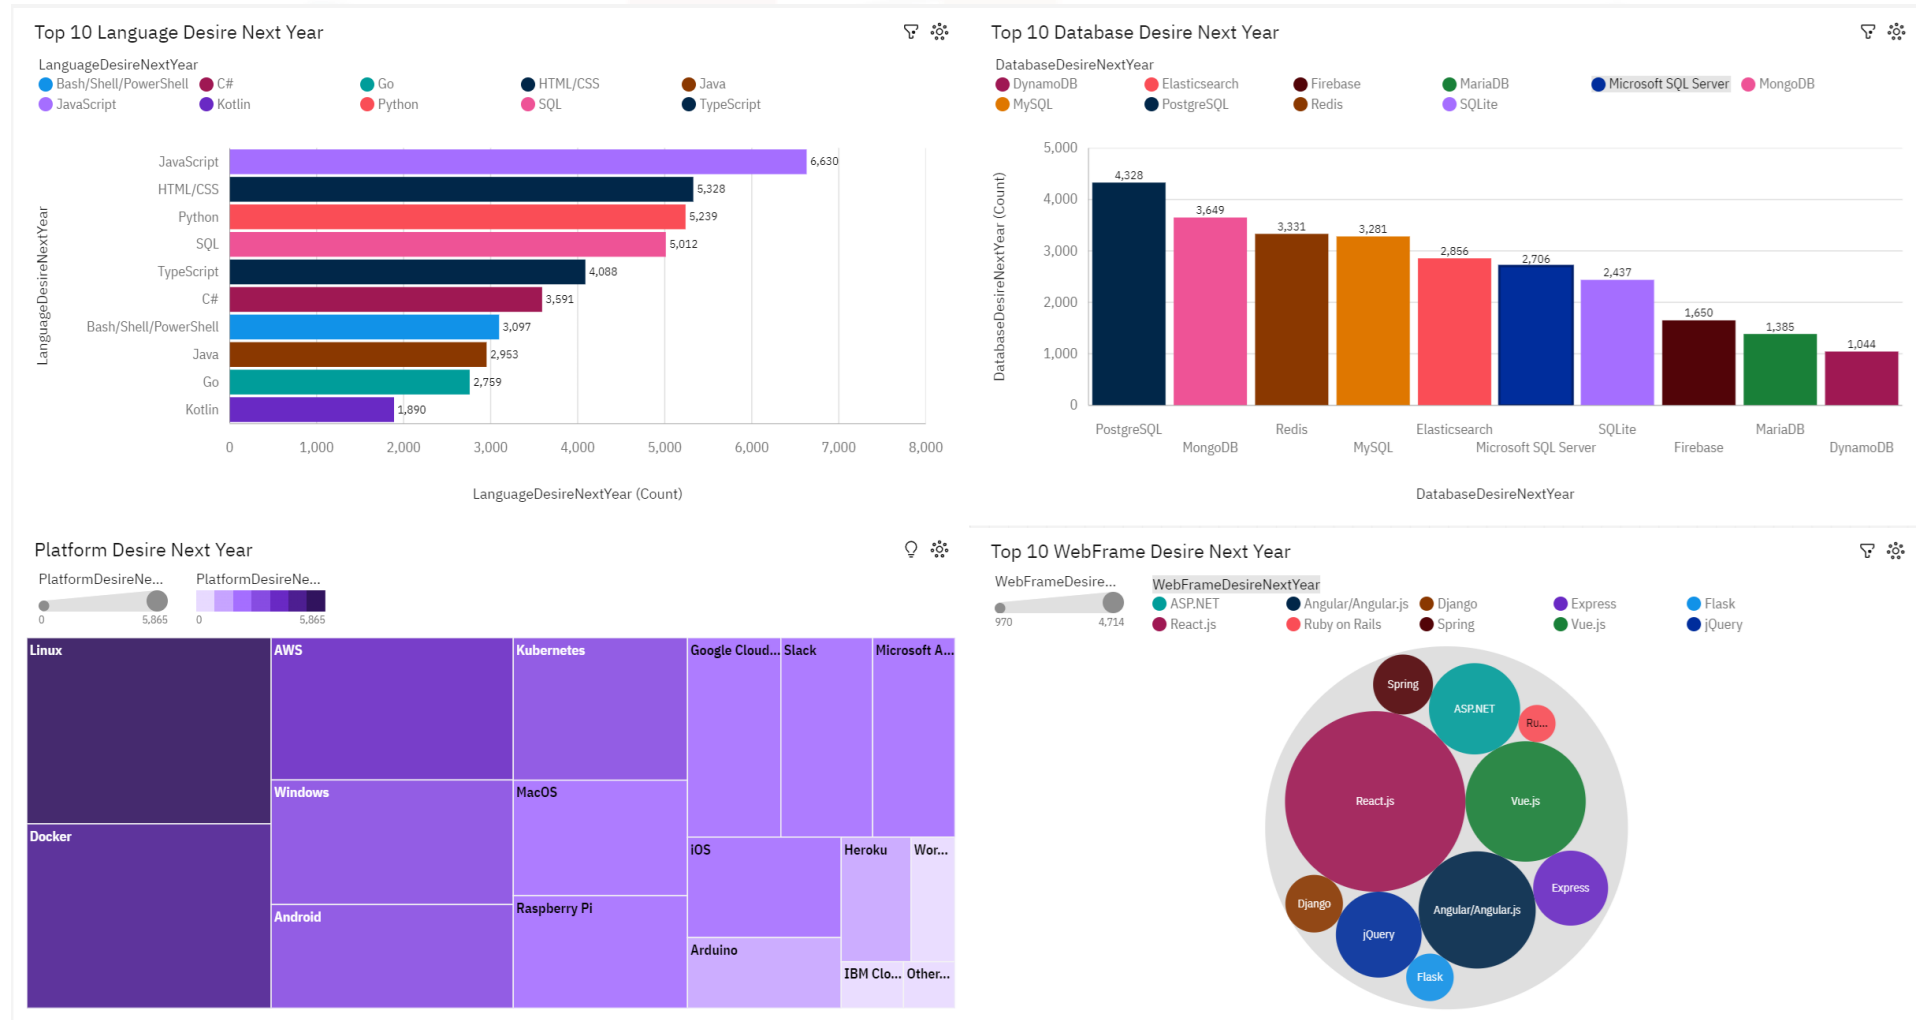 Top 10 Language Desire Next Year
LanguageDesireNextYear
Bash/Shell/PowerShell C# Go HTML/CSS Java
JavaScript Kotlin Python SQL TypeScript
LanguageDesireNextYear
JavaScript 6,630
HTML/CSS 5,328
Python 5,239
SQL 5,012
TypeScript 4,088
C# 3,591
Bash/Shell/PowerShell 3,097
Java 2,953
Go 2,759
Kotlin 1,890
0 1,000 2,000 3,000 4,000 5,000 6,000 7,000 8,000
LanguageDesireNextYear (Count)
Top 10 Database Desire Next Year
DatabaseDesireNextYear
DynamoDB Elasticsearch Firebase MariaDB Microsoft SQL Server MongoDB
MySQL PostgreSQL Redis SQLite
DatabaseDesireNextYear (Count)
5,000
4,000
3,000
2,000
1,000
0
4,328 3,649 3,331 3,281 2,856 2,706 2,437 1,650 1,385 1,044
PostgreSQL MongoDB Redis MySQL Elasticsearch Microsoft SQL Server SQLite Firebase MariaDB DynamoDB
DatabaseDesireNextYear
Platform Desire Next Year
PlatformDesireNe... PlatformDesireNe...
0 5,865 0 5,865
Linux
Docker
AWS
Windows
Android
Kubernetes
MacOS
Raspberry Pi
Google Cloud... Slack Microsoft A...
iOS
Arduino
Heroku Wor...
IBM Clo... Other...
Top 10 WebFrame Desire Next Year
WebFrameDesire... WebFrameDesireNextYear
970 4,714
ASP.NET Angular/Angular.js Django Express Flask
React.js Ruby on Rails Spring Vue.js jQuery
Spring
ASP.NET
Ru...
React.js
Vue.js
Express
Django
Angular/Angular.js
jQuery
Flask